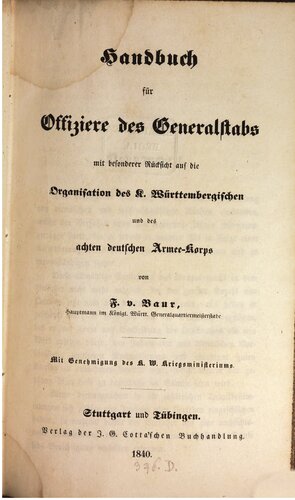 Handbuch
für
Offiziere des Generalstabs
mit besonderer Rücksicht auf die
Organisation des K. Württembergischen
und des
achten deutschen Armee-Korps
von
F. v. Baur,
Hauptmann im Königl. Württ. Generalquartiermeisterstabe.
Mit Genehmigung des K. W. Kriegsministeriums.
Stuttgart und Tübingen.
Verlag der J. G. Cotta'schen Buchhandlung.
1840.
376. D.